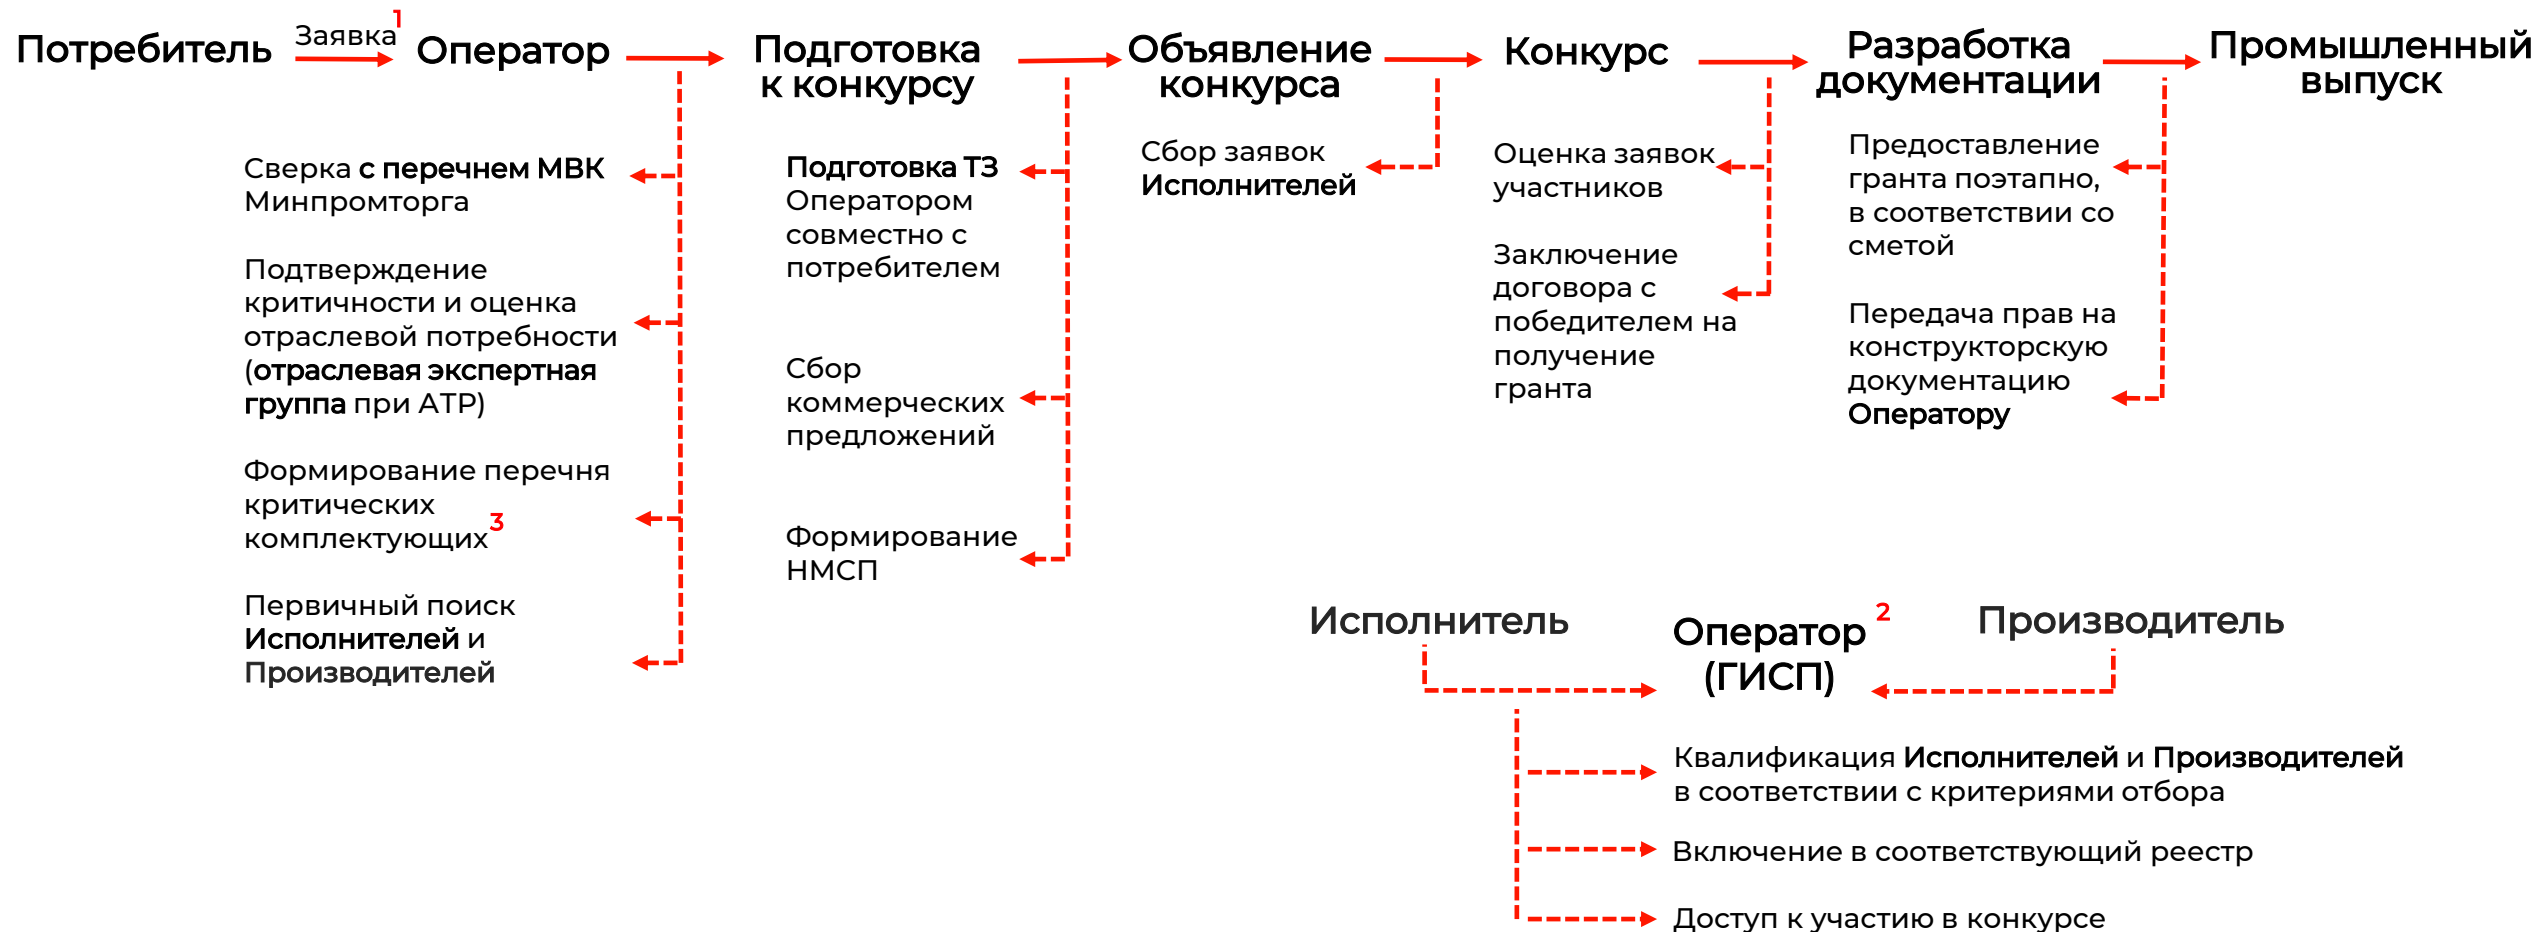 Потребитель
Заявка 1
Оператор
Подготовка
к конкурсу
Объявление
конкурса
Конкурс
Разработка
документации
Промышленный
выпуск
Сверка с перечнем МВК
Минпромторга
Подтверждение
критичности и оценка
отраслевой потребности
(отраслевая экспертная
группа при АТР)
Формирование перечня
критических
комплектующих 3
Первичный поиск
Исполнителей и
Производителей
Подготовка ТЗ
Оператором
совместно с
потребителем
Сбор
коммерческих
предложений
Формирование
НМСП
Сбор заявок
Исполнителей
Оценка заявок
участников
Заключение
договора с
победителем на
получение
гранта
Предоставление
гранта поэтапно,
в соответствии со
сметой
Передача прав на
конструкторскую
документацию
Оператору
Исполнитель
Оператор 2
(ГИСП)
Производитель
Квалификация Исполнителей и Производителей
в соответствии с критериями отбора
Включение в соответствующий реестр
Доступ к участию в конкурсе